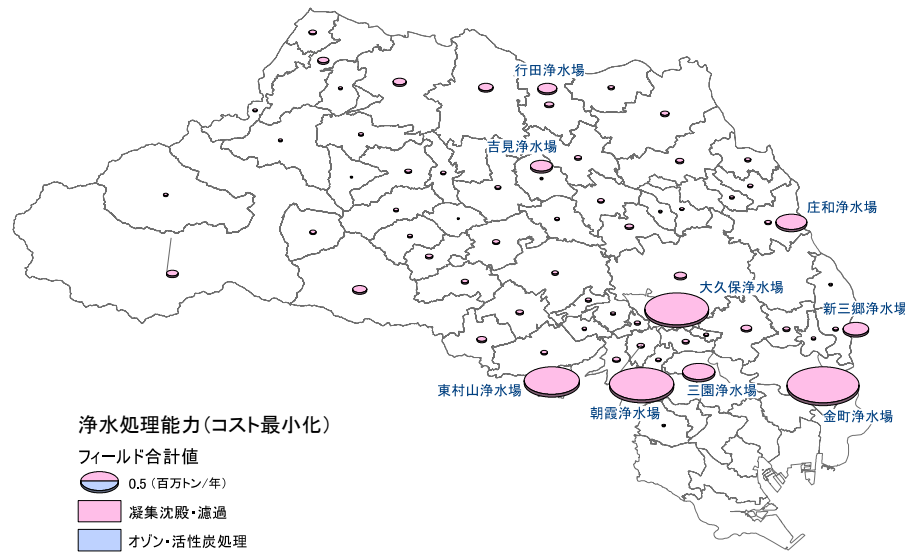 行田浄水場
吉見浄水場
庄和浄水場
大久保浄水場
新三郷浄水場
東村山浄水場
朝霞浄水場
三園浄水場
金町浄水場
浄水処理能力(コスト最小化)
フィールド合計値
0.5 (百万トン/年)
凝集沈殿・濾過
オゾン・活性炭処理